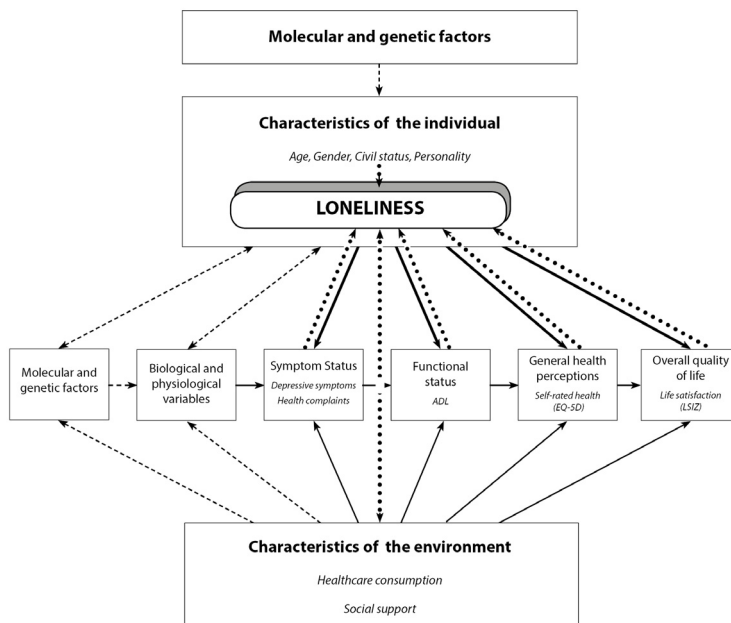 Molecular and genetic factors
Characteristics of the individual
Age, Gender, Civil status, Personality
LONELINESS
Molecular and
genetic factors
Biological and
physiological
variables
Symptom Status
Depressive symptoms
Health complaints
Functional
status
ADL
General health
perceptions
Self-rated health
(EQ-5D)
Overall quality
of life
Life satisfaction
(LSIZ)
Characteristics of the environment
Healthcare consumption
Social support